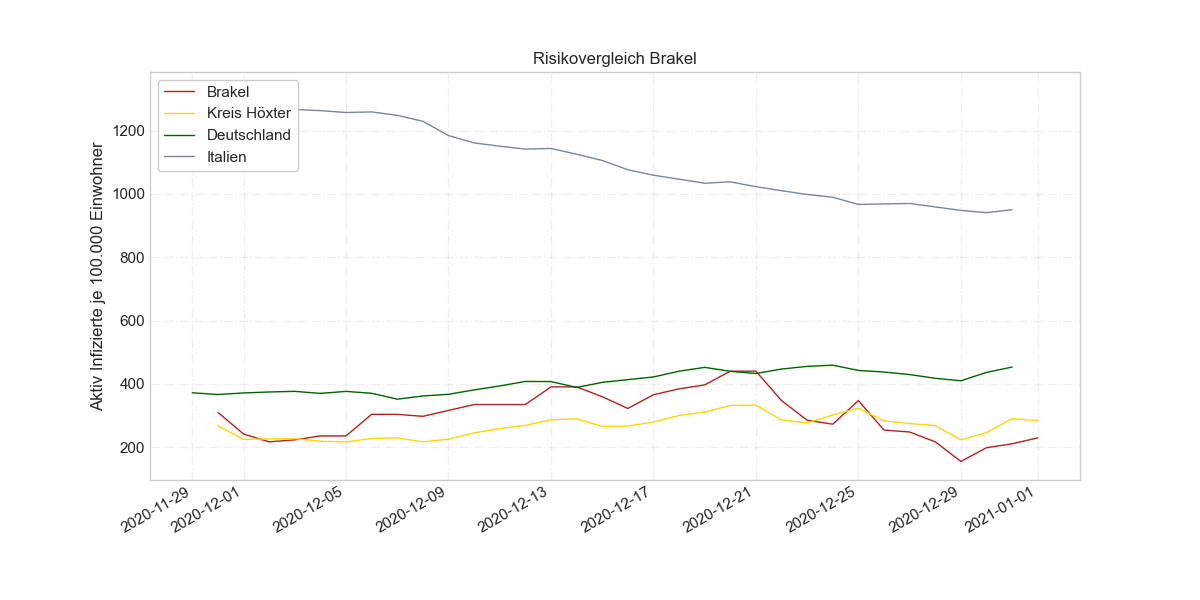 Risikovergleich Brakel
Brakel
Kreis Höxter
Deutschland
Italien
Aktiv Infizierte je 100.000 Einwohner
1200
1000
800
600
400
200
2020-11-29
2020-12-01
2020-12-05
2020-12-09
2020-12-13
2020-12-17
2020-12-21
2020-12-25
2020-12-29
2021-01-01